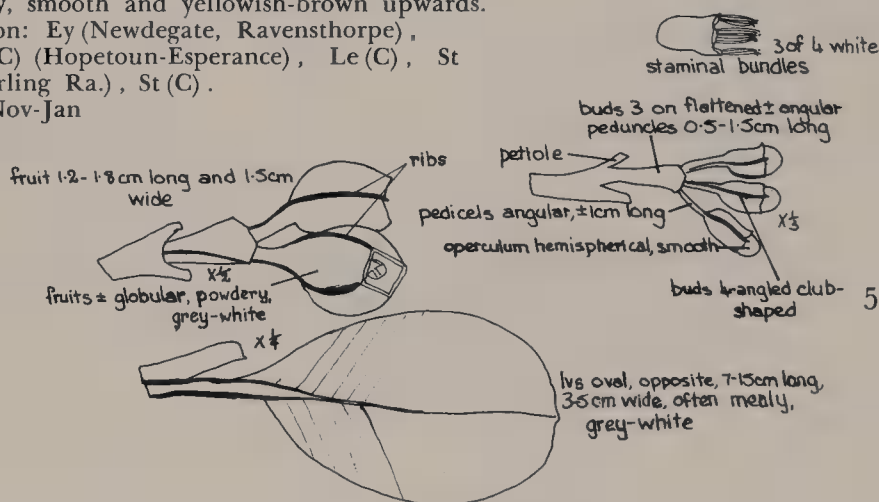 y, smooth and yellowish-brown upwards.
on: Ey (Newdegate, Ravensthorpe),
C) (Hopetoun-Esperance), Le (C), St
rling Ra.), St (C).
Nov-Jan
3 of 4 white
staminal bundles
buds 3 on flattened ± angular
peduncles 0.5-1.5cm long
petiole
pedicels angular, ±1cm long
operculum hemispherical, smooth
x⅓
buds 4-angled club-
shaped
5
ribs
fruit 1.2-1.8cm long and 1.5cm
wide
x½
fruits ± globular, powdery,
grey-white
x¼
lvs oval, opposite, 7-15cm long,
3-5cm wide, often mealy,
grey-white